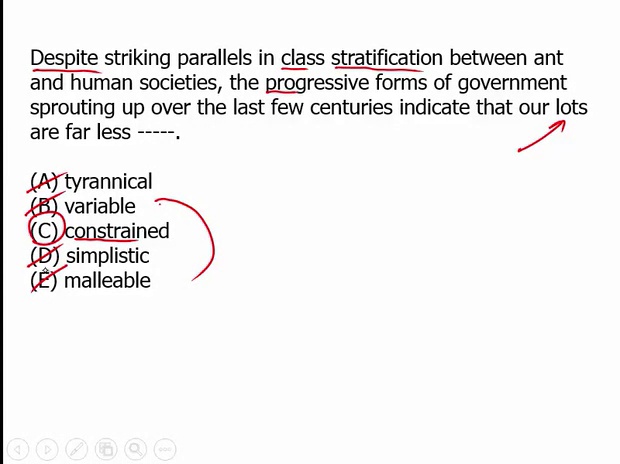 Despite striking parallels in class stratification between ant
and human societies, the progressive forms of government
sprouting up over the last few centuries indicate that our lots
are far less -----.
(A) tyrannical
(B) variable
(C) constrained
(D) simplistic
(E) malleable